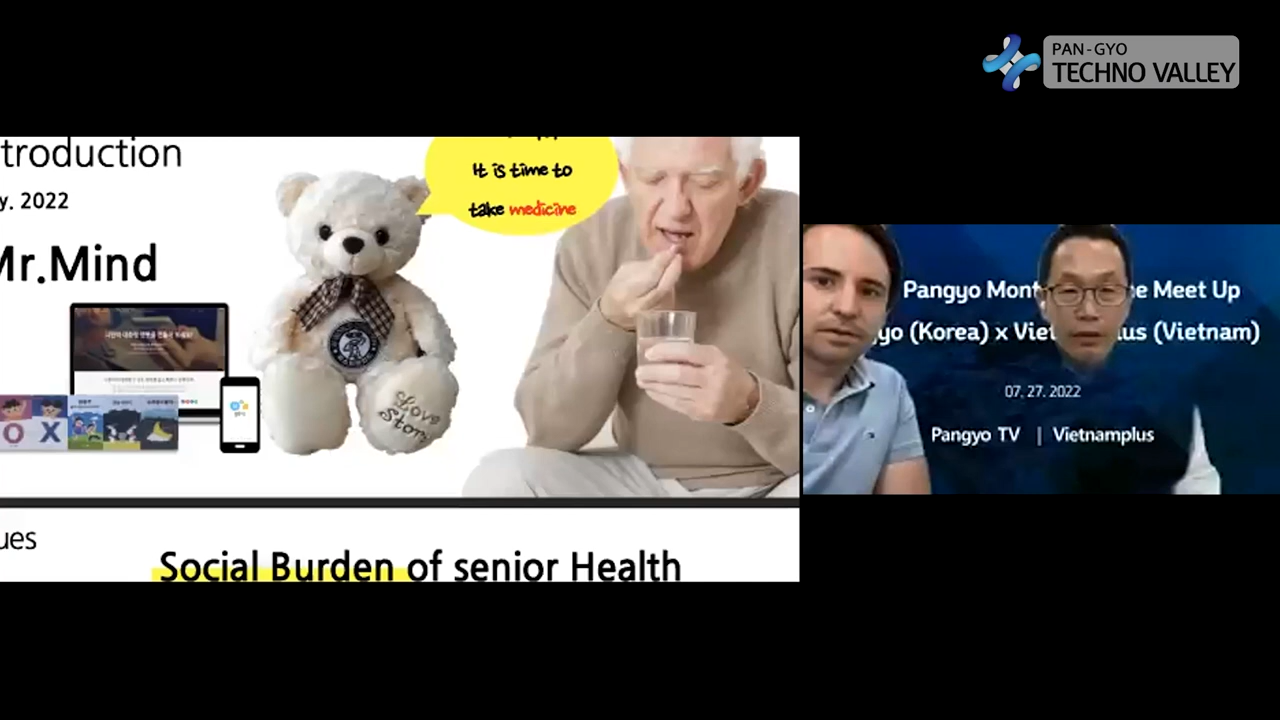 PAN-GYO
TECHNO VALLEY
troduction
y. 2022
Mr.Mind
It is time to
take medicine
O X
Love
Story
ues
Social Burden of senior Health
Pangyo Mont e Meet Up
yo (Korea) x Viet lus (Vietnam)
07. 27. 2022
Pangyo TV | Vietnamplus